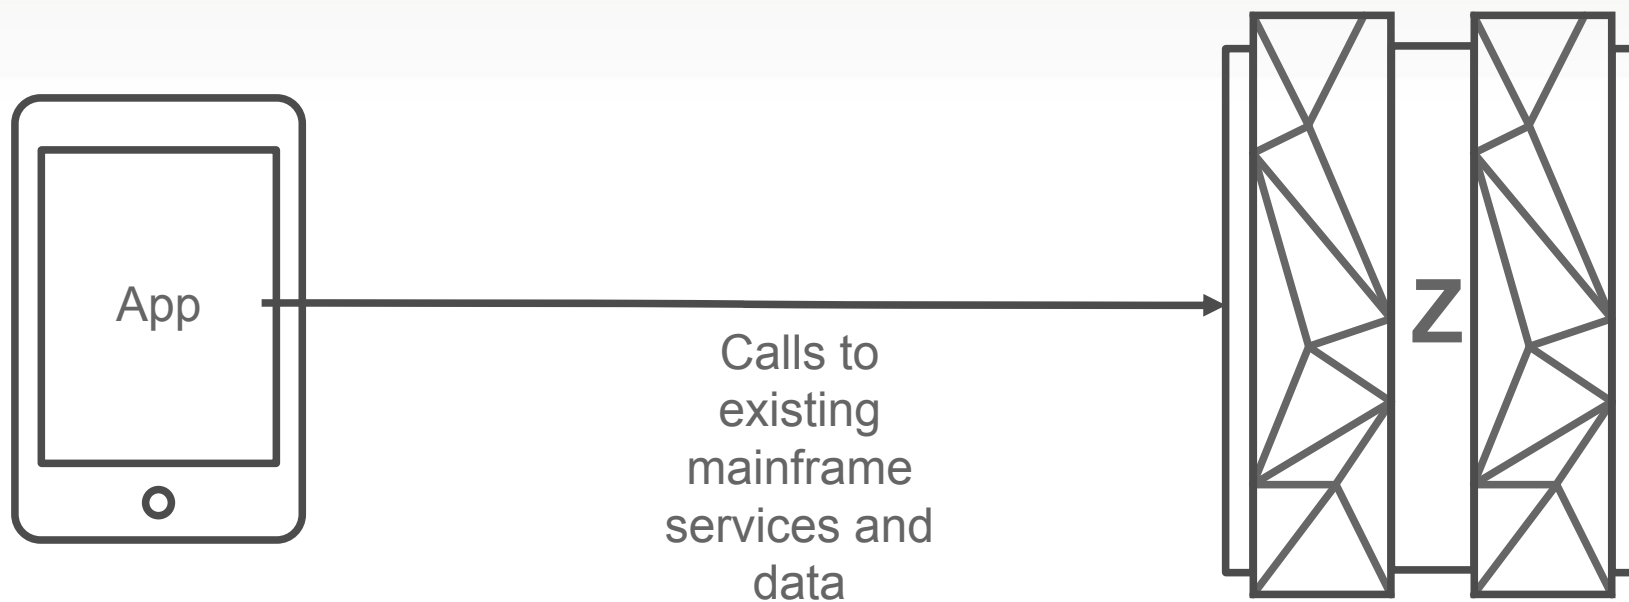 App
Calls to
existing
mainframe
services and
data
Z